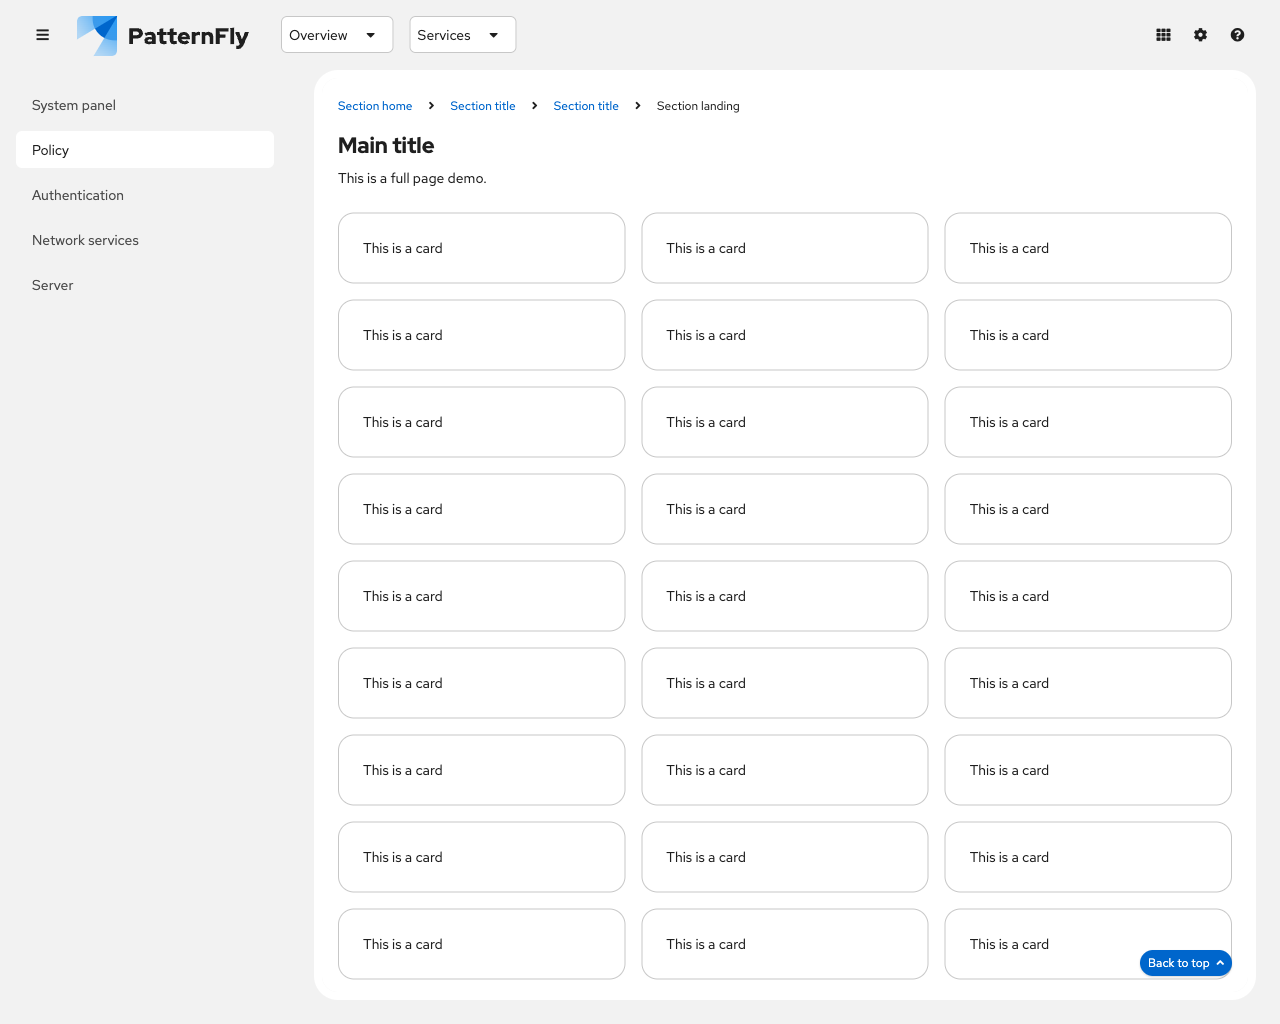 PatternFly Overview Services
System panel
Policy
Authentication
Network services
Server
Section home Section title Section title Section landing
Main title
This is a full page demo.
This is a card This is a card This is a card
This is a card This is a card This is a card
This is a card This is a card This is a card
This is a card This is a card This is a card
This is a card This is a card This is a card
This is a card This is a card This is a card
This is a card This is a card This is a card
This is a card This is a card This is a card
This is a card This is a card This is a card
Back to top